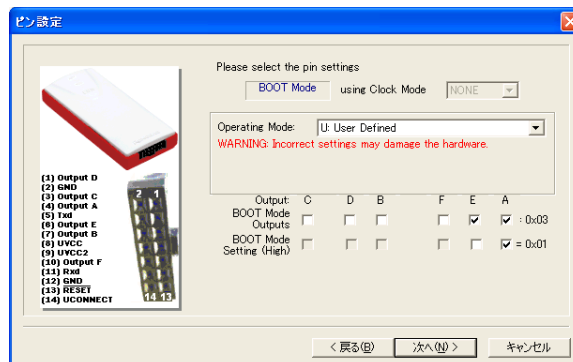 ピン設定
Please select the pin settings
BOOT Mode using Clock Mode NONE
Operating Mode: U: User Defined
WARNING: Incorrect settings may damage the hardware.
(1) Output D
(2) GND
(3) Output C
(4) Output A
(5) Txd
(6) Output E
(7) Output B
(8) UVCC
(9) UVCC2
(10) Output F
(11) Rxd
(12) GND
(13) RESET
(14) UCONNECT
2 1
14 13
Output: C D B F E A
BOOT Mode
Outputs : 0x03
BOOT Mode
Setting (High) = 0x01
< 戻る(B) 次へ(N) > キャンセル